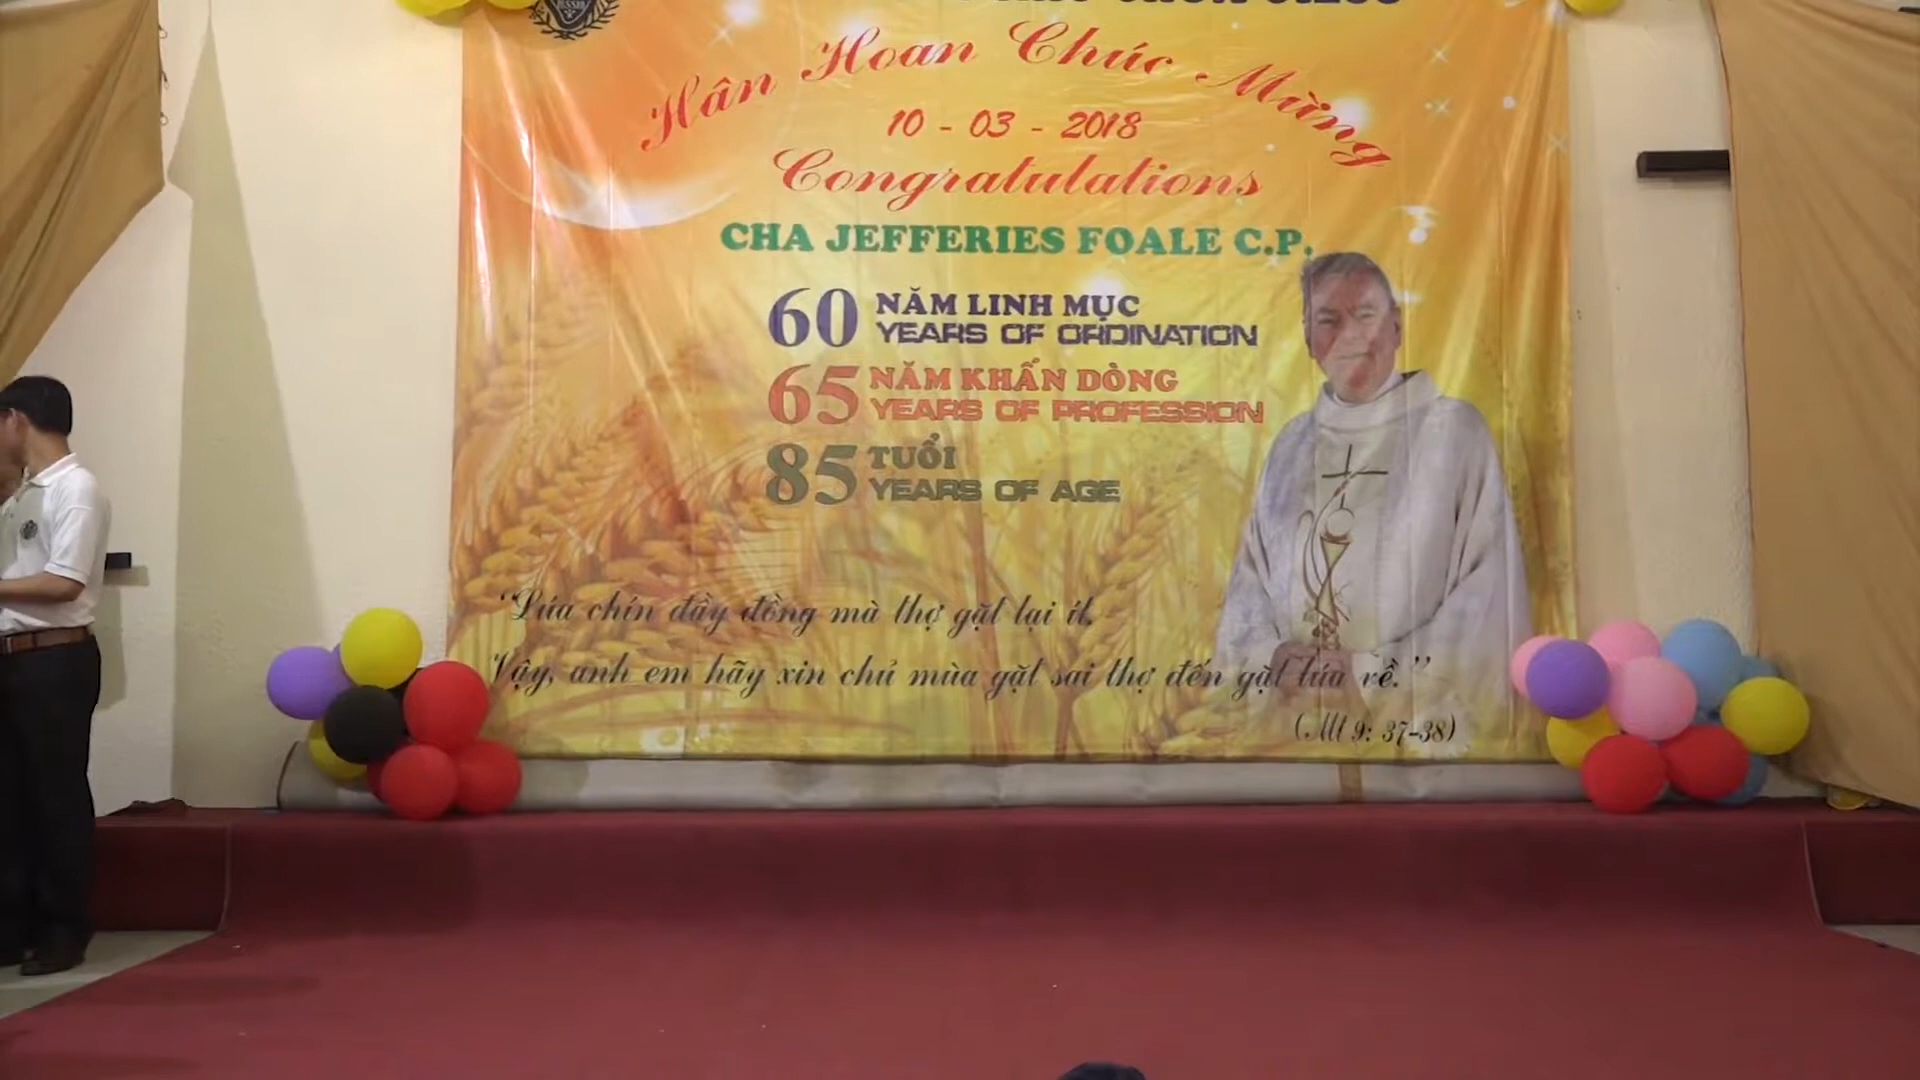 Hân Hoan Chúc Mừng
10 - 03 - 2018
Congratulations
CHA JEFFERIES FOALE C.P.
60 NĂM LINH MỤC
YEARS OF ORDINATION
65 NĂM KHẤN DÒNG
YEARS OF PROFESSION
85 TUỔI
YEARS OF AGE
“Lúa chín đầy đồng mà thợ gặt lại ít.
Vậy, anh em hãy xin chủ mùa gặt sai thợ đến gặt lúa về.”
(Mt 9: 37-38)